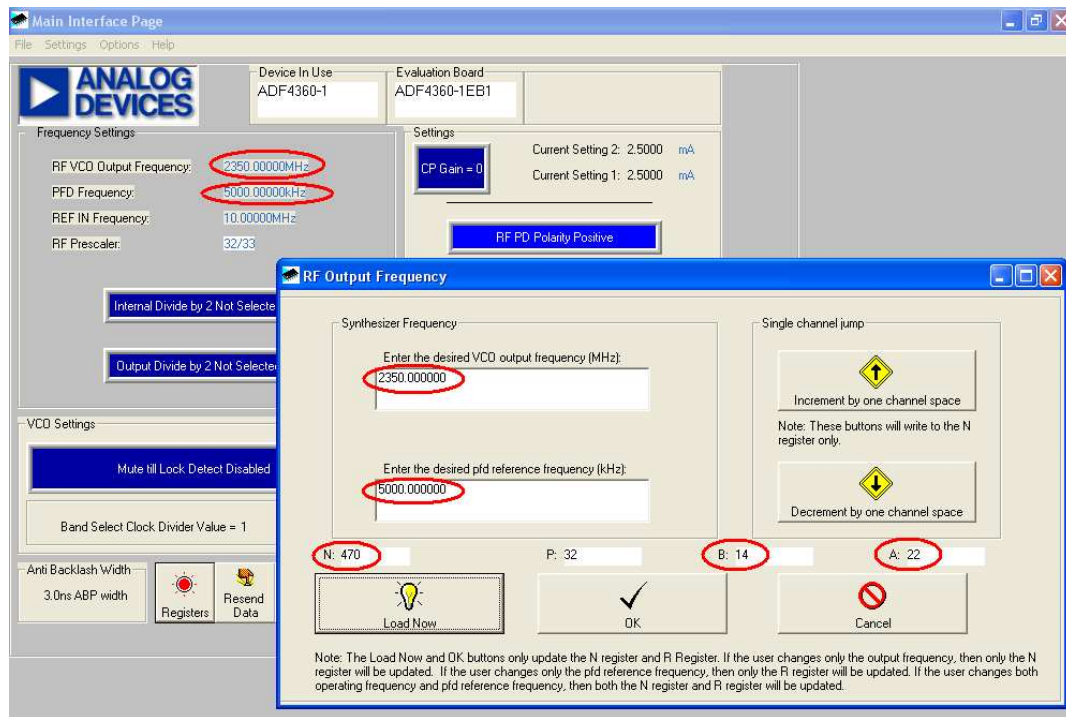 Main Interface Page
File Settings Options Help
ANALOG
DEVICES
Device In Use
ADF4360-1
Evaluation Board
ADF4360-1EB1
Frequency Settings
RF VCO Output Frequency: 2350.00000MHz
PFD Frequency: 5000.00000kHz
REF IN Frequency: 10.00000MHz
RF Prescaler: 32/33
Internal Divide by 2 Not Selecte
Output Divide by 2 Not Selected
Settings
CP Gain = 0
Current Setting 2: 2.5000 mA
Current Setting 1: 2.5000 mA
RF PD Polarity Positive
VCO Settings
Mute till Lock Detect Disabled
Band Select Clock Divider Value = 1
Anti Backlash Width
3.0ns ABP width
Registers
Resend
Data
RF Output Frequency
Synthesizer Frequency
Enter the desired VCO output frequency (MHz):
2350.000000
Enter the desired pfd reference frequency (kHz):
5000.000000
Single channel jump
Increment by one channel space
Note: These buttons will write to the N
register only.
Decrement by one channel space
N: 470 P: 32 B: 14 A: 22
Load Now
OK
Cancel
Note: The Load Now and OK buttons only update the N register and R Register. If the user changes only the output frequency, then only the N
register will be updated. If the user changes only the pfd reference frequency, then only the R register will be updated. If the user changes both
operating frequency and pfd reference frequency, then both the N register and R register will be updated.